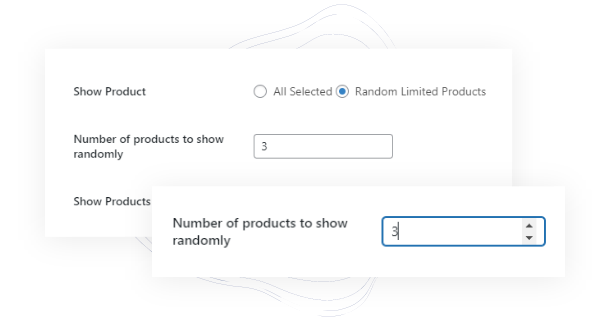 Show Product
All Selected Random Limited Products
Number of products to show
randomly
3
Show Products
Number of products to show
randomly
3